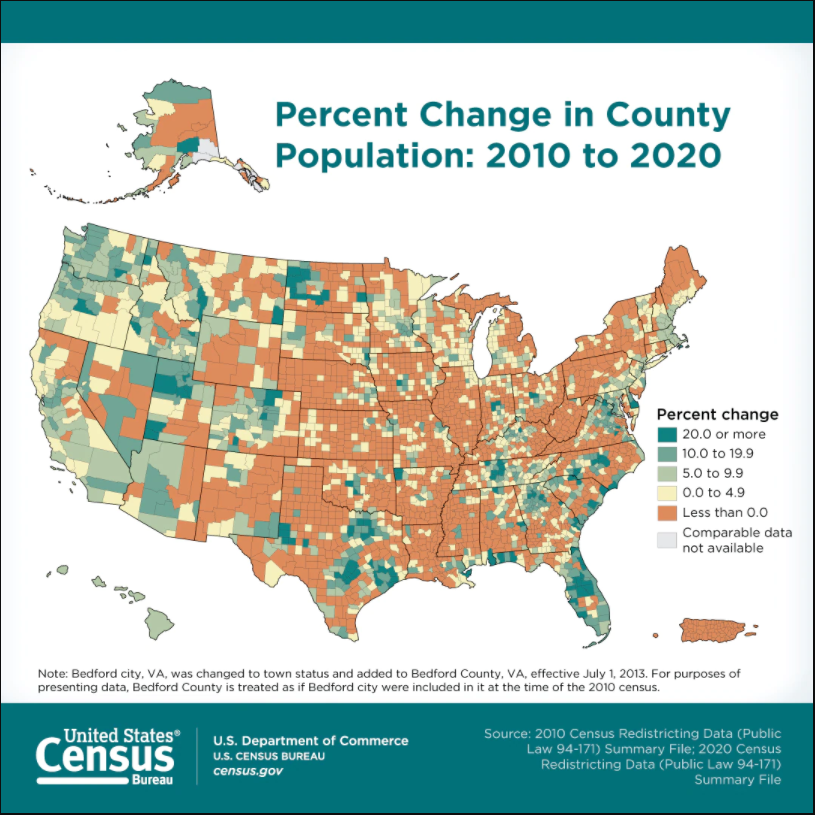 Percent Change in County
Population: 2010 to 2020
Percent change
20.0 or more
10.0 to 19.9
5.0 to 9.9
0.0 to 4.9
Less than 0.0
Comparable data
not available
Note: Bedford city, VA, was changed to town status and added to Bedford County, VA, effective July 1, 2013. For purposes of
presenting data, Bedford County is treated as if Bedford city were included in it at the time of the 2010 census.
United States®
Census
Bureau
U.S. Department of Commerce
U.S. CENSUS BUREAU
census.gov
Source: 2010 Census Redistricting Data (Public
Law 94-171) Summary File; 2020 Census
Redistricting Data (Public Law 94-171)
Summary File